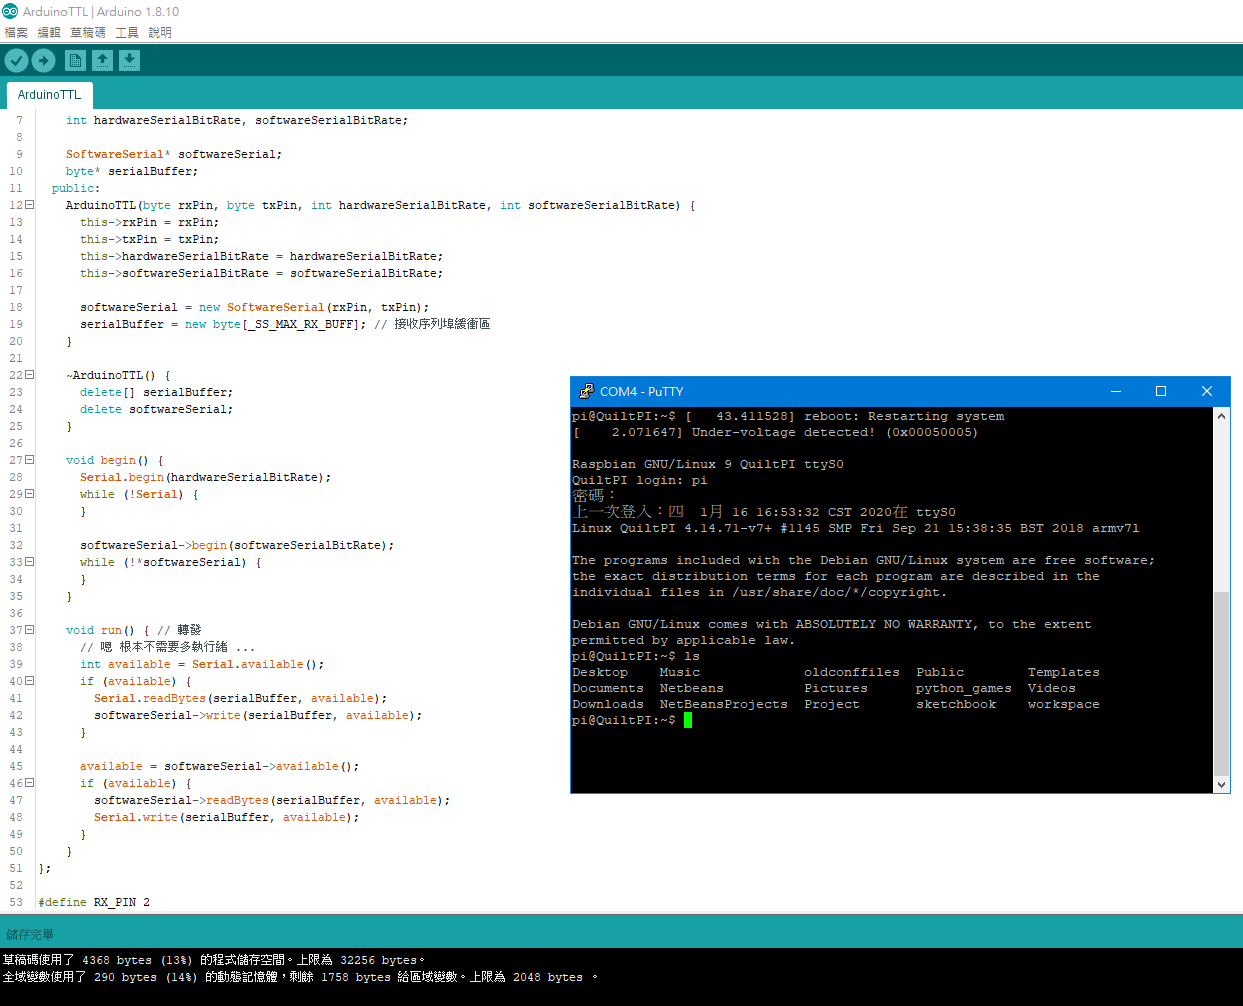 ArduinoTTL | Arduino 1.8.10
檔案 編輯 草稿碼 工具 說明
ArduinoTTL
7 int hardwareSerialBitRate, softwareSerialBitRate;
8
9 SoftwareSerial* softwareSerial;
10 byte* serialBuffer;
11 public:
12 ArduinoTTL(byte rxPin, byte txPin, int hardwareSerialBitRate, int softwareSerialBitRate) {
13 this->rxPin = rxPin;
14 this->txPin = txPin;
15 this->hardwareSerialBitRate = hardwareSerialBitRate;
16 this->softwareSerialBitRate = softwareSerialBitRate;
17
18 softwareSerial = new SoftwareSerial(rxPin, txPin);
19 serialBuffer = new byte[_SS_MAX_RX_BUFF]; // 接收序列埠緩衝區
20 }
21
22 ~ArduinoTTL() {
23 delete[] serialBuffer;
24 delete softwareSerial;
25 }
26
27 void begin() {
28 Serial.begin(hardwareSerialBitRate);
29 while (!Serial) {
30 }
31
32 softwareSerial->begin(softwareSerialBitRate);
33 while (!*softwareSerial) {
34 }
35 }
36
37 void run() { // 轉發
38 // 嗯 根本不需要多執行緒 ...
39 int available = Serial.available();
40 if (available) {
41 Serial.readBytes(serialBuffer, available);
42 softwareSerial->write(serialBuffer, available);
43 }
44
45 available = softwareSerial->available();
46 if (available) {
47 softwareSerial->readBytes(serialBuffer, available);
48 Serial.write(serialBuffer, available);
49 }
50 }
51 };
52
53 #define RX_PIN 2
COM4 - PuTTY
pi@QuiltPI:~$ [   43.411528] reboot: Restarting system
[    2.071647] Under-voltage detected! (0x00050005)
Raspbian GNU/Linux 9 QuiltPI ttyS0
QuiltPI login: pi
密碼：
上一次登入：四  1月 16 16:53:32 CST 2020在 ttyS0
Linux QuiltPI 4.14.71-v7+ #1145 SMP Fri Sep 21 15:38:35 BST 2018 armv7l
The programs included with the Debian GNU/Linux system are free software;
the exact distribution terms for each program are described in the
individual files in /usr/share/doc/*/copyright.
Debian GNU/Linux comes with ABSOLUTELY NO WARRANTY, to the extent
permitted by applicable law.
pi@QuiltPI:~$ ls
Desktop    Music             oldconffiles  Public        Templates
Documents  Netbeans          Pictures      python_games  Videos
Downloads  NetBeansProjects  Project       sketchbook    workspace
pi@QuiltPI:~$
儲存完畢
草稿碼使用了 4368 bytes (13%) 的程式儲存空間。上限為 32256 bytes。
全域變數使用了 290 bytes (14%) 的動態記憶體，剩餘 1758 bytes 給區域變數。上限為 2048 bytes 。